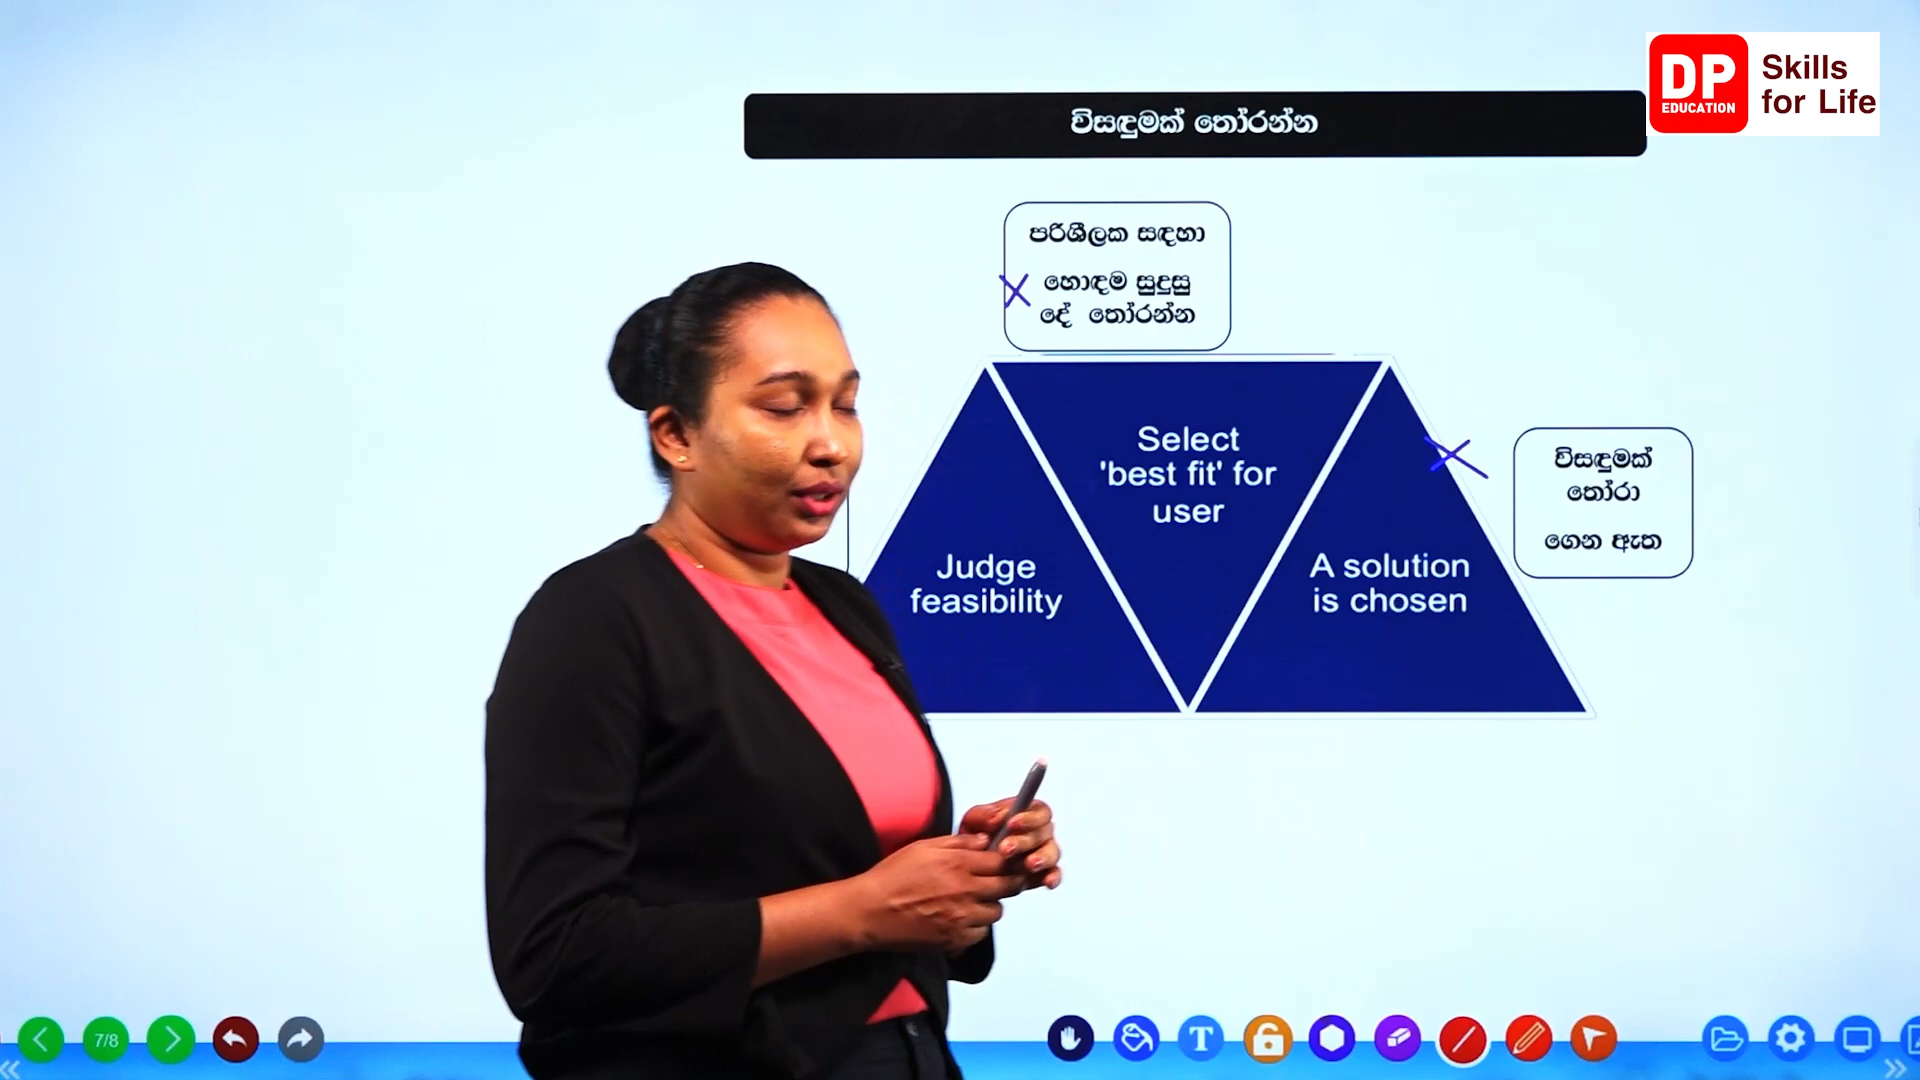 DP
EDUCATION
Skills
for Life
විසඳුමක් තෝරන්න
පරිශීලක සඳහා
හොඳම සුදුසු
දේ තෝරන්න
Select
'best fit' for
user
Judge
feasibility
A solution
is chosen
විසඳුමක්
තෝරා
ගෙන ඇත
7/8
T